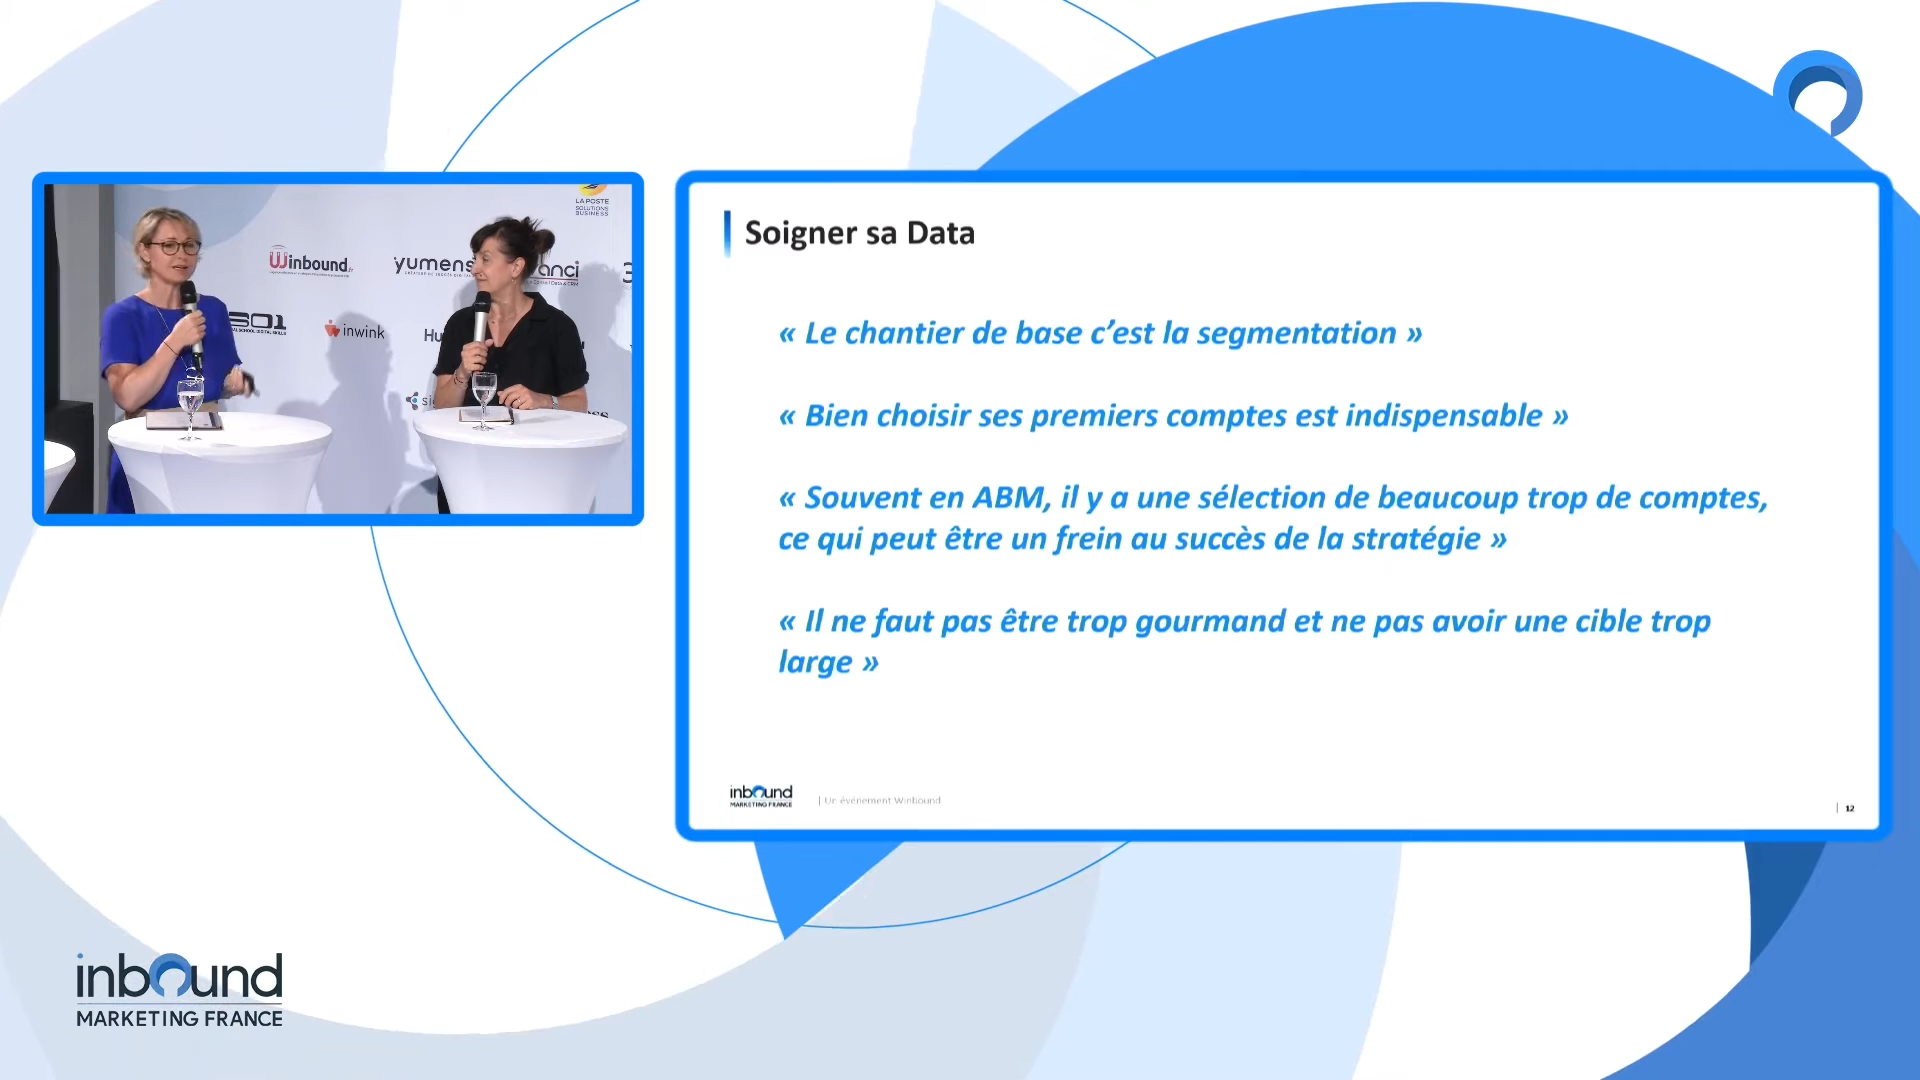 LA POSTE
SOLUTIONS
BUSINESS
Winbound.fr
yumens
anci
inwink
Soigner sa Data
« Le chantier de base c’est la segmentation »
« Bien choisir ses premiers comptes est indispensable »
« Souvent en ABM, il y a une sélection de beaucoup trop de comptes,
ce qui peut être un frein au succès de la stratégie »
« Il ne faut pas être trop gourmand et ne pas avoir une cible trop
large »
inbound
MARKETING FRANCE
| Un événement Winbound
| 12
inbound
MARKETING FRANCE